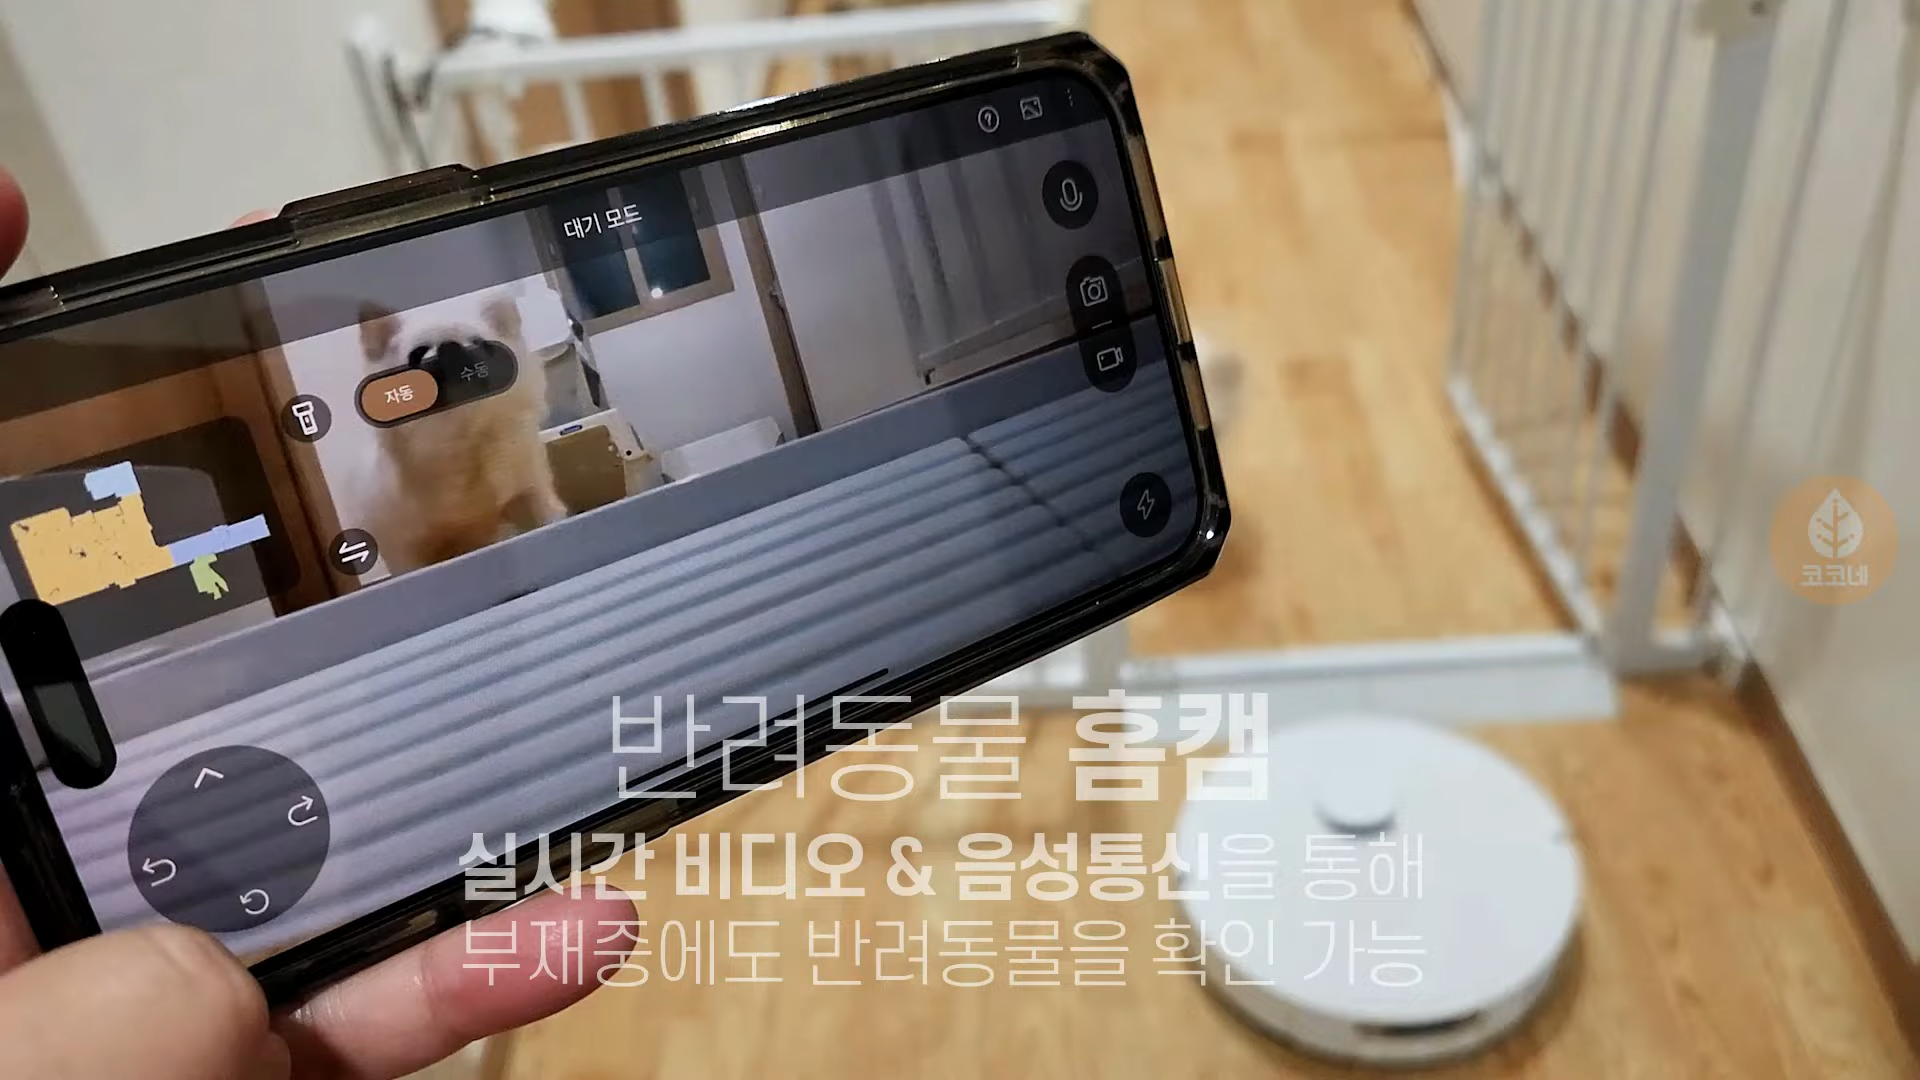 대기 모드
자동
수동
코코네
반려동물 홈캠
실시간 비디오 & 음성통신을 통해
부재중에도 반려동물을 확인 가능